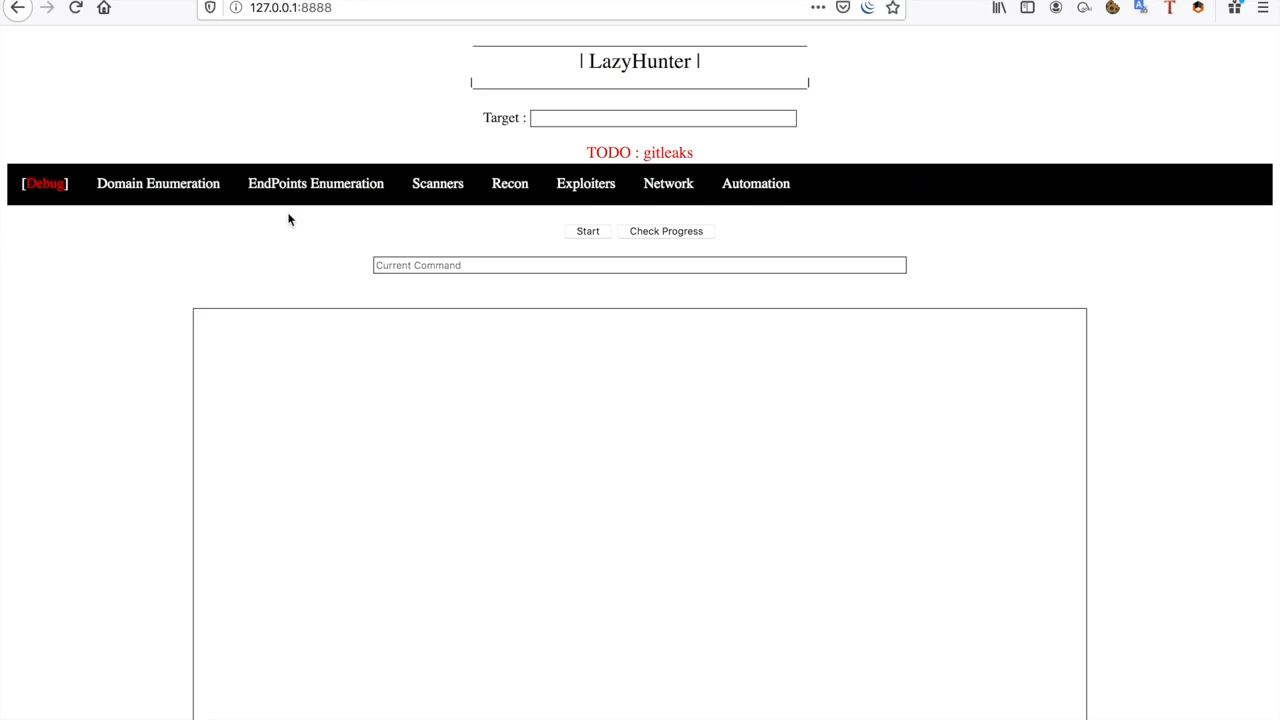 127.0.0.1:8888
| LazyHunter |
Target :
TODO : gitleaks
[Debug] Domain Enumeration EndPoints Enumeration Scanners Recon Exploiters Network Automation
Start Check Progress
Current Command